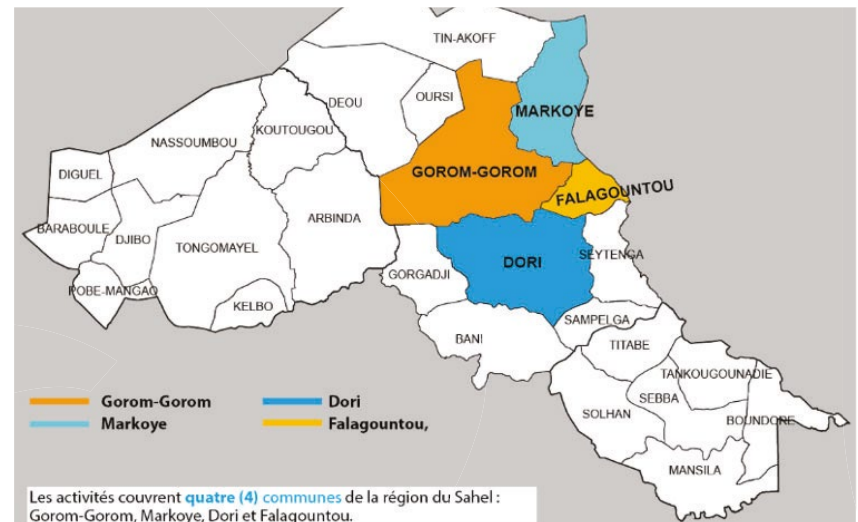 TIN-AKOFF
OURSI
DEOU
MARKOYE
KOUTOUGOU
NASSOUMBOU
DIGUEL
GOROM-GOROM
FALAGOUNTOU
BARABOULE
DJIBO
TONGOMAYEL
ARBINDA
DORI
SEYTENGA
GORGADJI
POBE-MANGAO
KELBO
SAMPELGA
BANI
TITABE
TANKOUGOUNADIE
SEBBA
SOLHAN
BOUNDORE
MANSILA
Gorom-Gorom
Dori
Markoye
Falagountou,
Les activités couvrent quatre (4) communes de la région du Sahel :
Gorom-Gorom, Markoye, Dori et Falagountou.